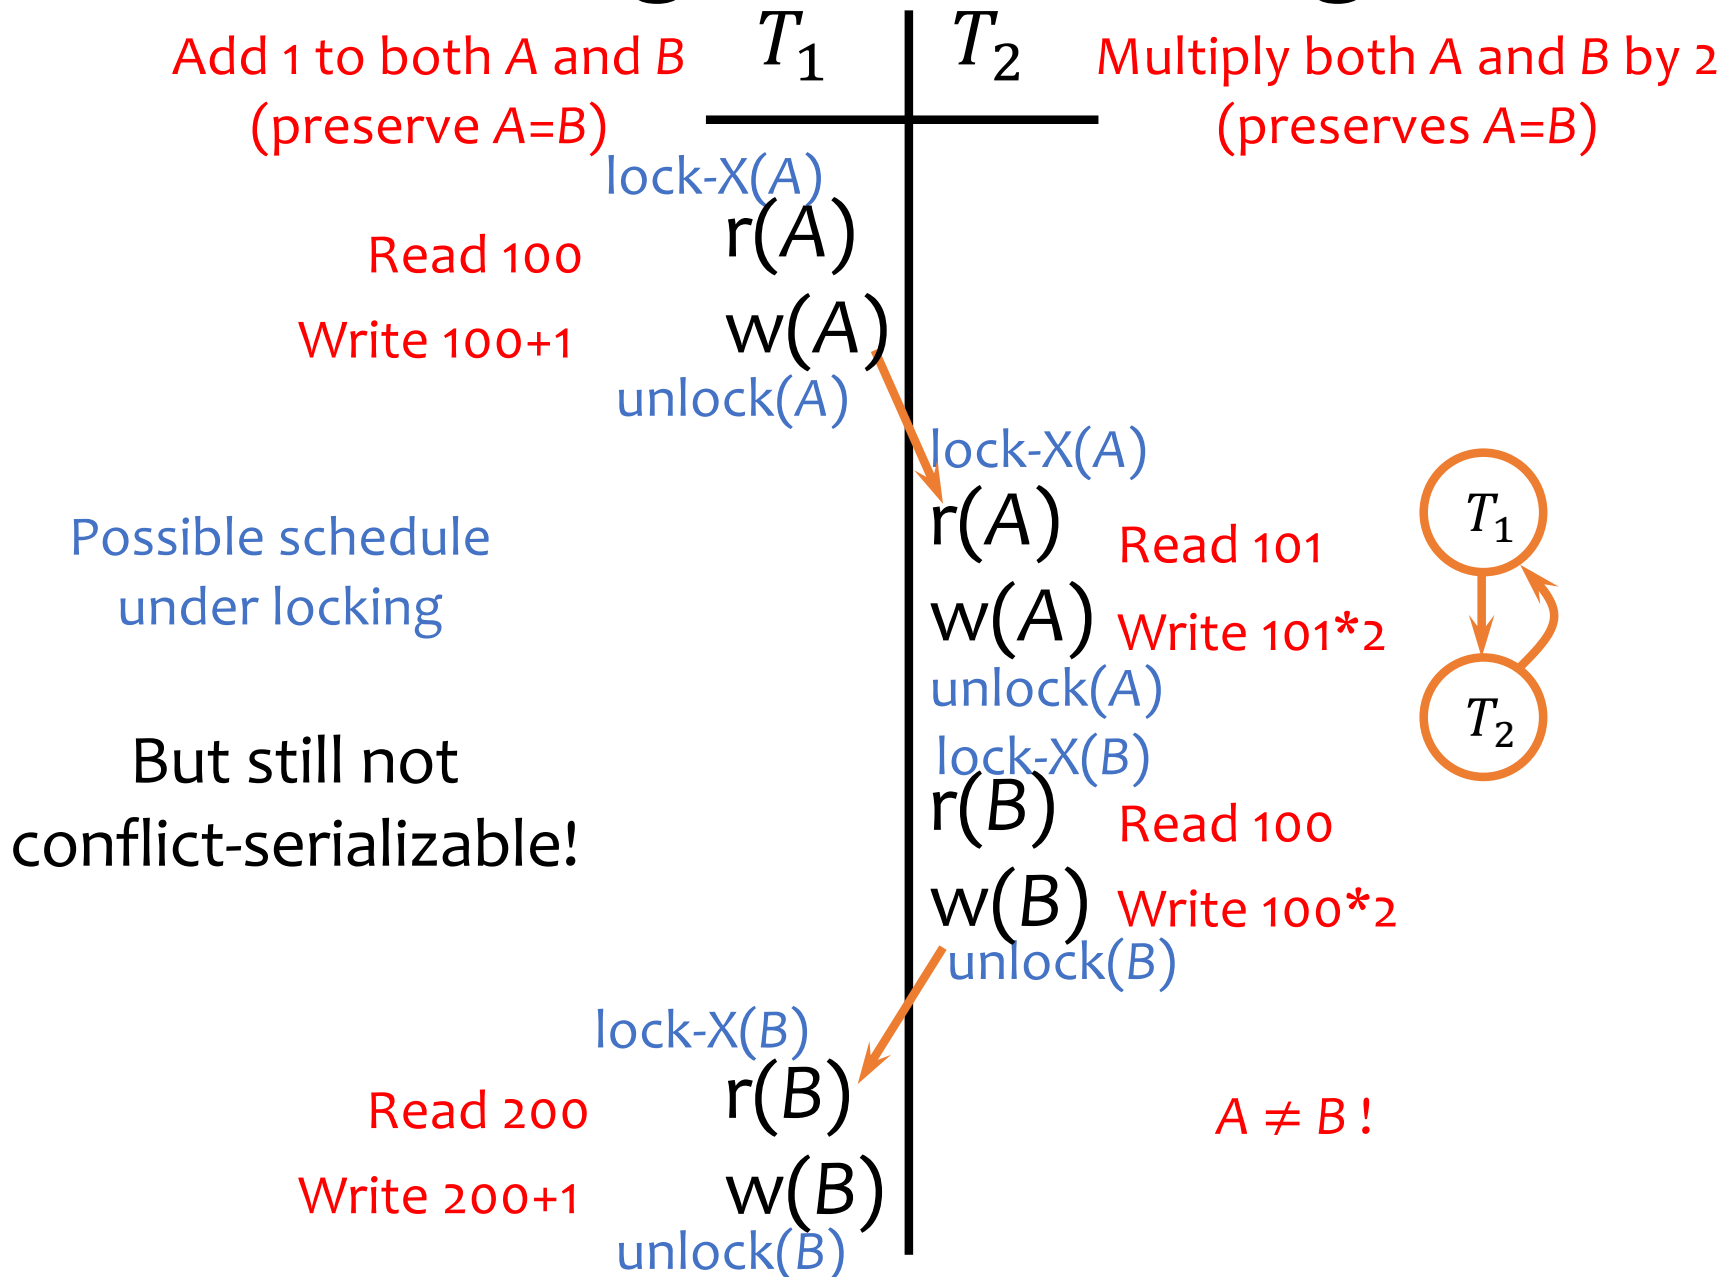 T₁ T₂
Add 1 to both A and B
(preserve A=B)
Multiply both A and B by 2
(preserves A=B)
lock-X(A)
r(A)
Read 100
w(A)
Write 100+1
unlock(A)
lock-X(A)
r(A)
Read 101
w(A)
Write 101*2
unlock(A)
lock-X(B)
r(B)
Read 100
w(B)
Write 100*2
unlock(B)
lock-X(B)
r(B)
Read 200
w(B)
Write 200+1
unlock(B)
Possible schedule
under locking
But still not
conflict-serializable!
T₁
T₂
A ≠ B !